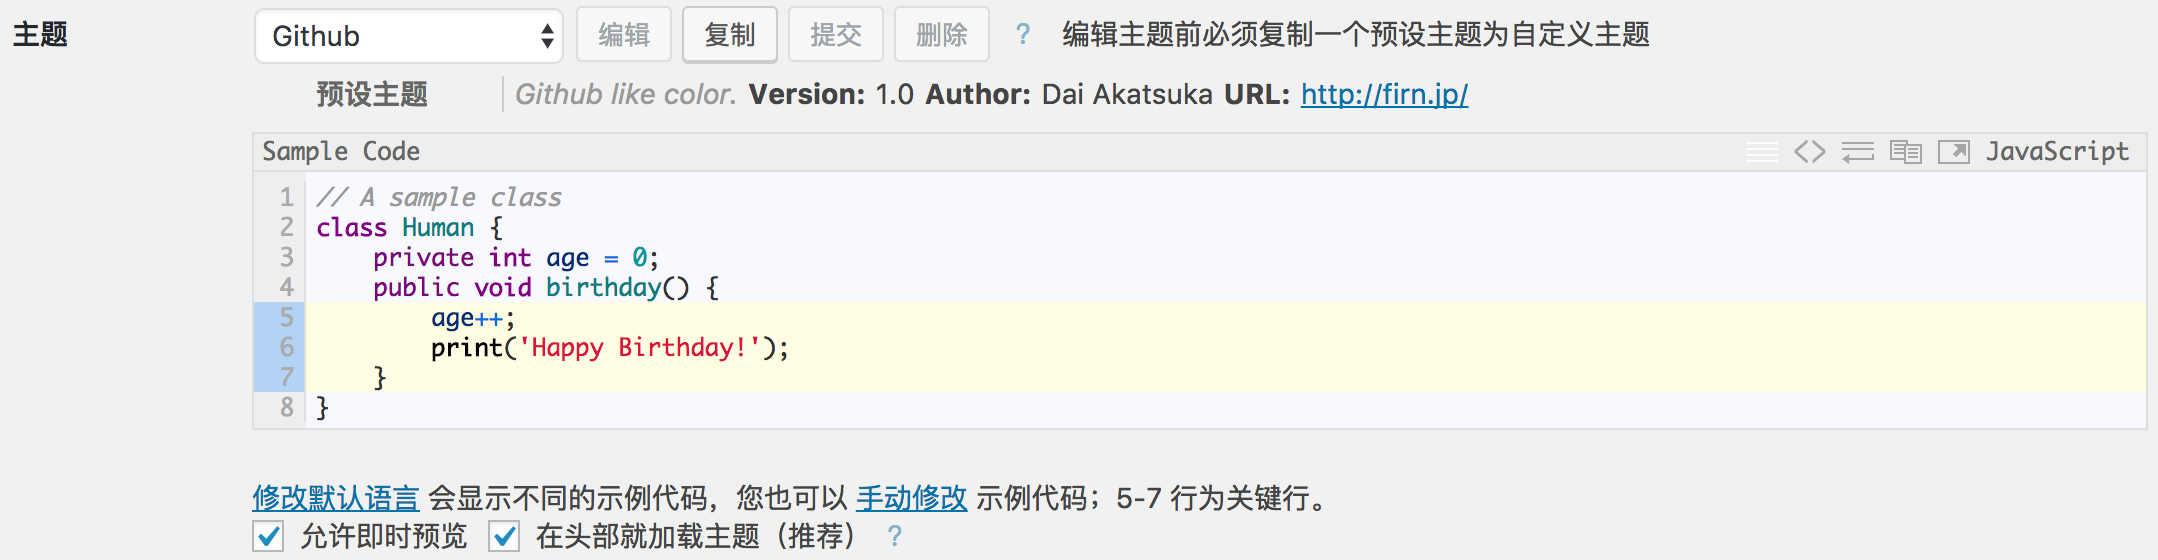 主题 Github 编辑 复制 提交 删除 ? 编辑主题前必须复制一个预设主题为自定义主题
预设主题 Github like color. Version: 1.0 Author: Dai Akatsuka URL: http://firn.jp/
Sample Code JavaScript
1 // A sample class
2 class Human {
3     private int age = 0;
4     public void birthday() {
5         age++;
6         print('Happy Birthday!');
7     }
8 }
修改默认语言 会显示不同的示例代码，您也可以 手动修改 示例代码；5-7 行为关键行。
允许即时预览 在头部就加载主题（推荐） ?